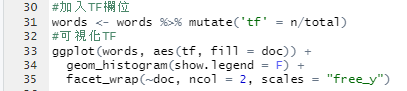 30 #加入TF欄位
31 words <- words %>% mutate('tf' = n/total)
32 #可視化TF
33 ggplot(words, aes(tf, fill = doc)) +
34   geom_histogram(show.legend = F) +
35   facet_wrap(~doc, ncol = 2, scales = "free_y")